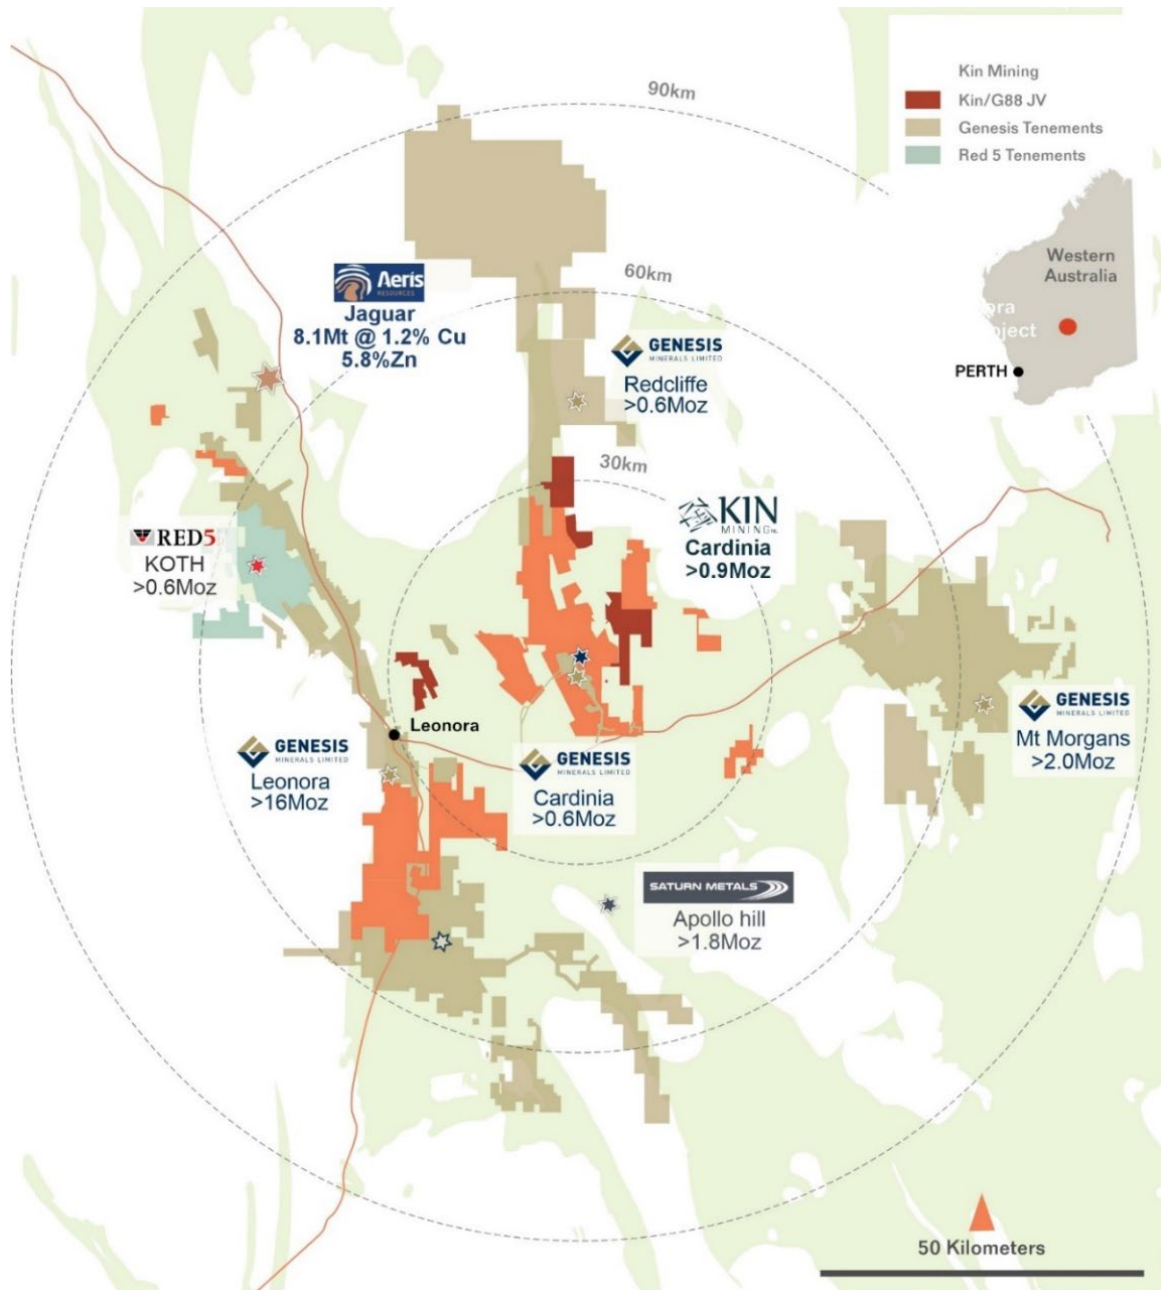 90km
Kin Mining
Kin/G88 JV
Genesis Tenements
Red 5 Tenements
Western
Australia
ora
oject
PERTH
60km
Aeris
RESOURCES
Jaguar
8.1Mt @ 1.2% Cu
5.8%Zn
GENESIS
MINERALS LIMITED
Redcliffe
>0.6Moz
30km
KIN
MINING NL
Cardinia
>0.9Moz
RED5
KOTH
>0.6Moz
Leonora
GENESIS
MINERALS LIMITED
Leonora
>16Moz
GENESIS
MINERALS LIMITED
Cardinia
>0.6Moz
GENESIS
MINERALS LIMITED
Mt Morgans
>2.0Moz
SATURN METALS
Apollo hill
>1.8Moz
50 Kilometers